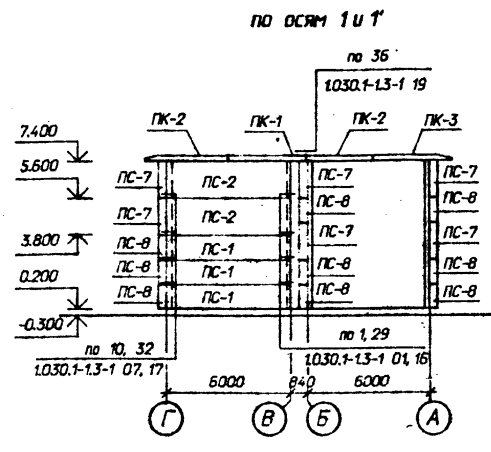 по осям 1 и 1'
по 36
1.030.1-1.3-1 19
ПК-2 ПК-1 ПК-2 ПК-3
7.400
5.600
3.800
0.200
-0.300
ПС-7 ПС-2 ПС-7 ПС-7
ПС-8 ПС-8
ПС-7 ПС-2 ПС-7 ПС-7
ПС-8 ПС-1 ПС-8 ПС-8
ПС-8 ПС-1
ПС-8 ПС-1 ПС-8 ПС-8
по 10, 32
1.030.1-1.3-1 07, 17
по 1, 29
1.030.1-1.3-1 01, 16
6000 840 6000
Г В Б А